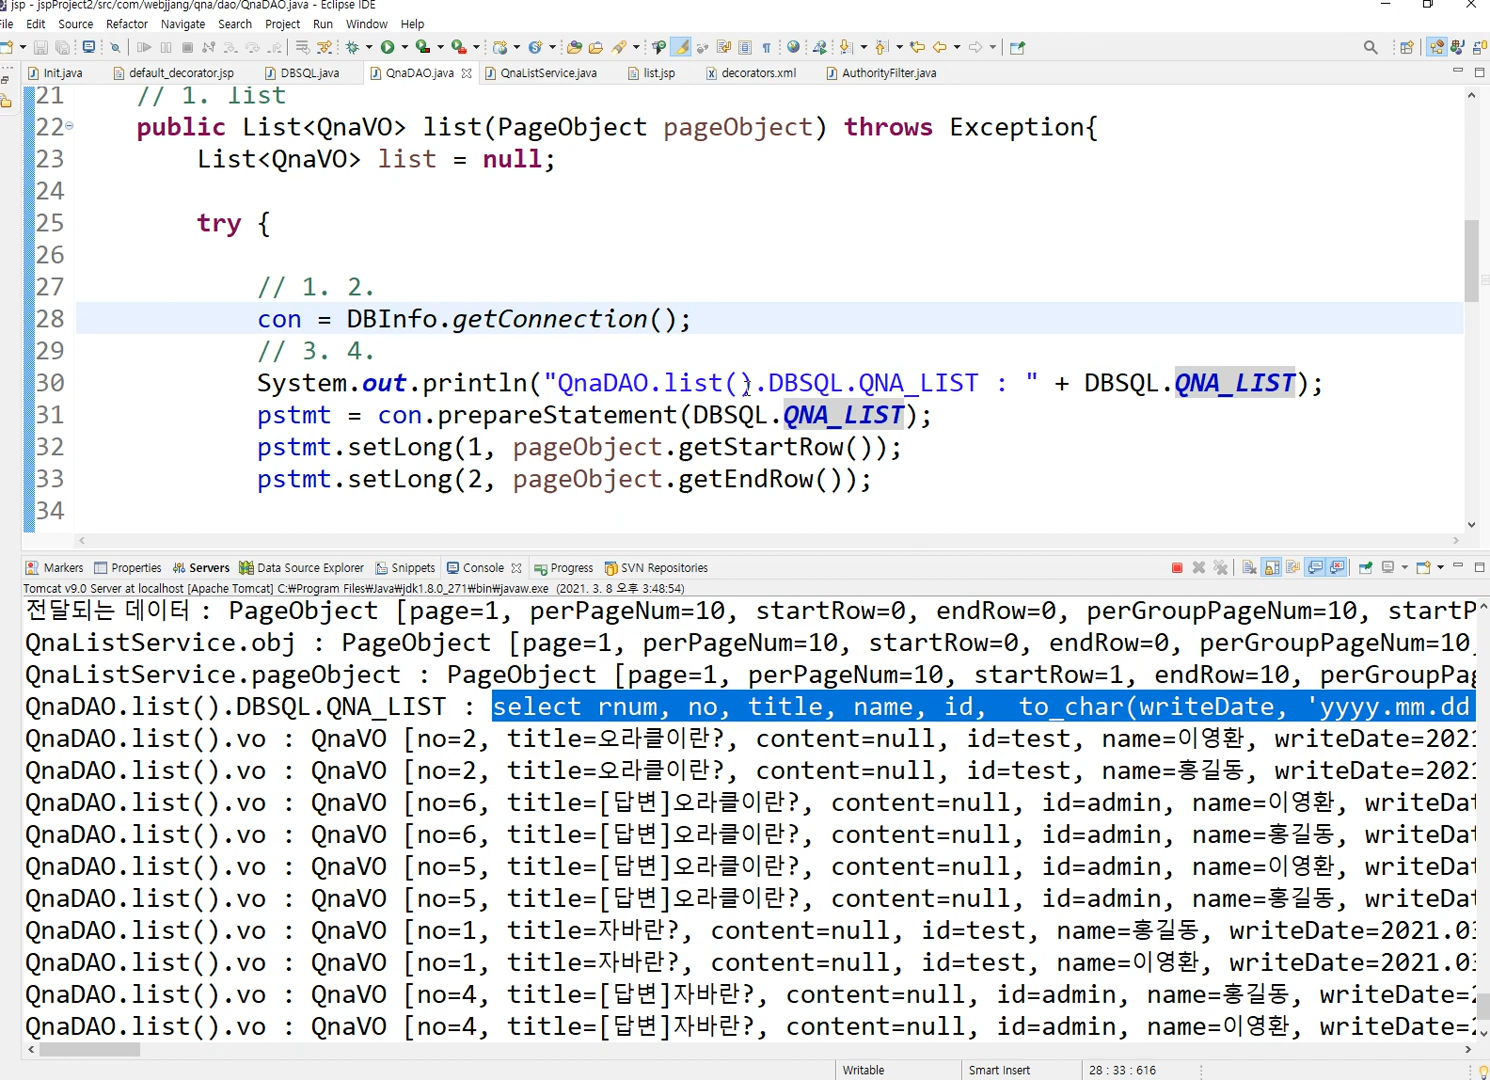 jsp - jspProject2/src/com/webjjang/qna/dao/QnaDAO.java - Eclipse IDE
File Edit Source Refactor Navigate Search Project Run Window Help
Init.java default_decorator.jsp DBSQL.java QnaDAO.java QnaListService.java list.jsp decorators.xml AuthorityFilter.java
21 // 1. list
22 public List<QnaVO> list(PageObject pageObject) throws Exception{
23 List<QnaVO> list = null;
24
25 try {
26
27 // 1. 2.
28 con = DBInfo.getConnection();
29 // 3. 4.
30 System.out.println("QnaDAO.list().DBSQL.QNA_LIST : " + DBSQL.QNA_LIST);
31 pstmt = con.prepareStatement(DBSQL.QNA_LIST);
32 pstmt.setLong(1, pageObject.getStartRow());
33 pstmt.setLong(2, pageObject.getEndRow());
34
Markers Properties Servers Data Source Explorer Snippets Console Progress SVN Repositories
Tomcat v9.0 Server at localhost [Apache Tomcat] C:₩Program Files₩Java₩jdk1.8.0_271₩bin₩javaw.exe (2021. 3. 8 오후 3:48:54)
전달되는 데이터 : PageObject [page=1, perPageNum=10, startRow=0, endRow=0, perGroupPageNum=10, startP
QnaListService.obj : PageObject [page=1, perPageNum=10, startRow=0, endRow=0, perGroupPageNum=10,
QnaListService.pageObject : PageObject [page=1, perPageNum=10, startRow=1, endRow=10, perGroupPag
QnaDAO.list().DBSQL.QNA_LIST : select rnum, no, title, name, id, to_char(writeDate, 'yyyy.mm.dd
QnaDAO.list().vo : QnaVO [no=2, title=오라클이란?, content=null, id=test, name=이영환, writeDate=2021
QnaDAO.list().vo : QnaVO [no=2, title=오라클이란?, content=null, id=test, name=홍길동, writeDate=2021
QnaDAO.list().vo : QnaVO [no=6, title=[답변]오라클이란?, content=null, id=admin, name=이영환, writeDat
QnaDAO.list().vo : QnaVO [no=6, title=[답변]오라클이란?, content=null, id=admin, name=홍길동, writeDat
QnaDAO.list().vo : QnaVO [no=5, title=[답변]오라클이란?, content=null, id=admin, name=이영환, writeDat
QnaDAO.list().vo : QnaVO [no=5, title=[답변]오라클이란?, content=null, id=admin, name=홍길동, writeDat
QnaDAO.list().vo : QnaVO [no=1, title=자바란?, content=null, id=test, name=홍길동, writeDate=2021.03
QnaDAO.list().vo : QnaVO [no=1, title=자바란?, content=null, id=test, name=이영환, writeDate=2021.03
QnaDAO.list().vo : QnaVO [no=4, title=[답변]자바란?, content=null, id=admin, name=홍길동, writeDate=2
QnaDAO.list().vo : QnaVO [no=4, title=[답변]자바란?, content=null, id=admin, name=이영환, writeDate=2
Writable Smart Insert 28 : 33 : 616